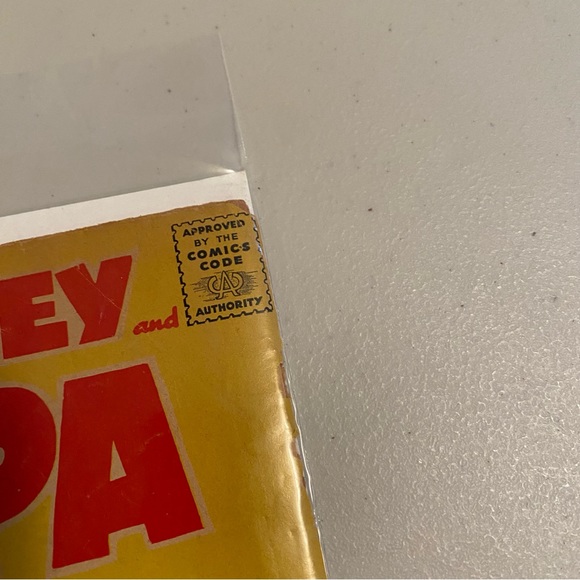 APPROVED
BY THE
COMICS
CODE
CA
AUTHORITY
EY and
PA